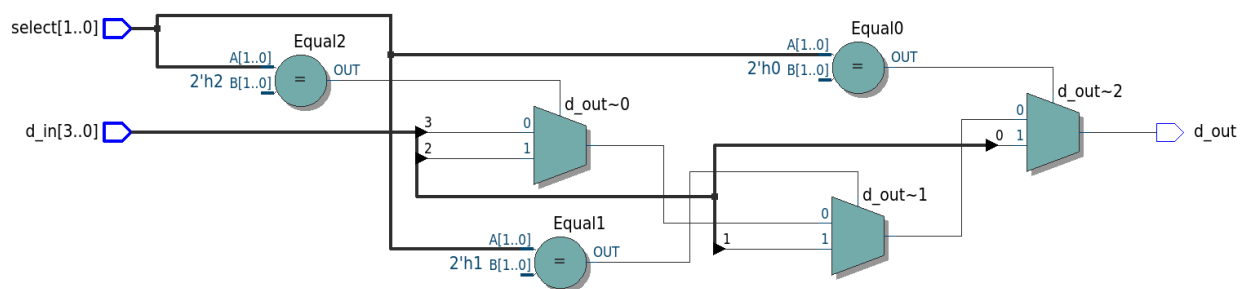 select[1..0]
Equal2
A[1..0]
2'h2 B[1..0]
=
OUT
Equal0
A[1..0]
2'h0 B[1..0]
=
OUT
d_in[3..0]
3
2
d_out~0
0
1
Equal1
A[1..0]
2'h1 B[1..0]
=
OUT
1
d_out~1
0
1
0
d_out~2
0
1
d_out